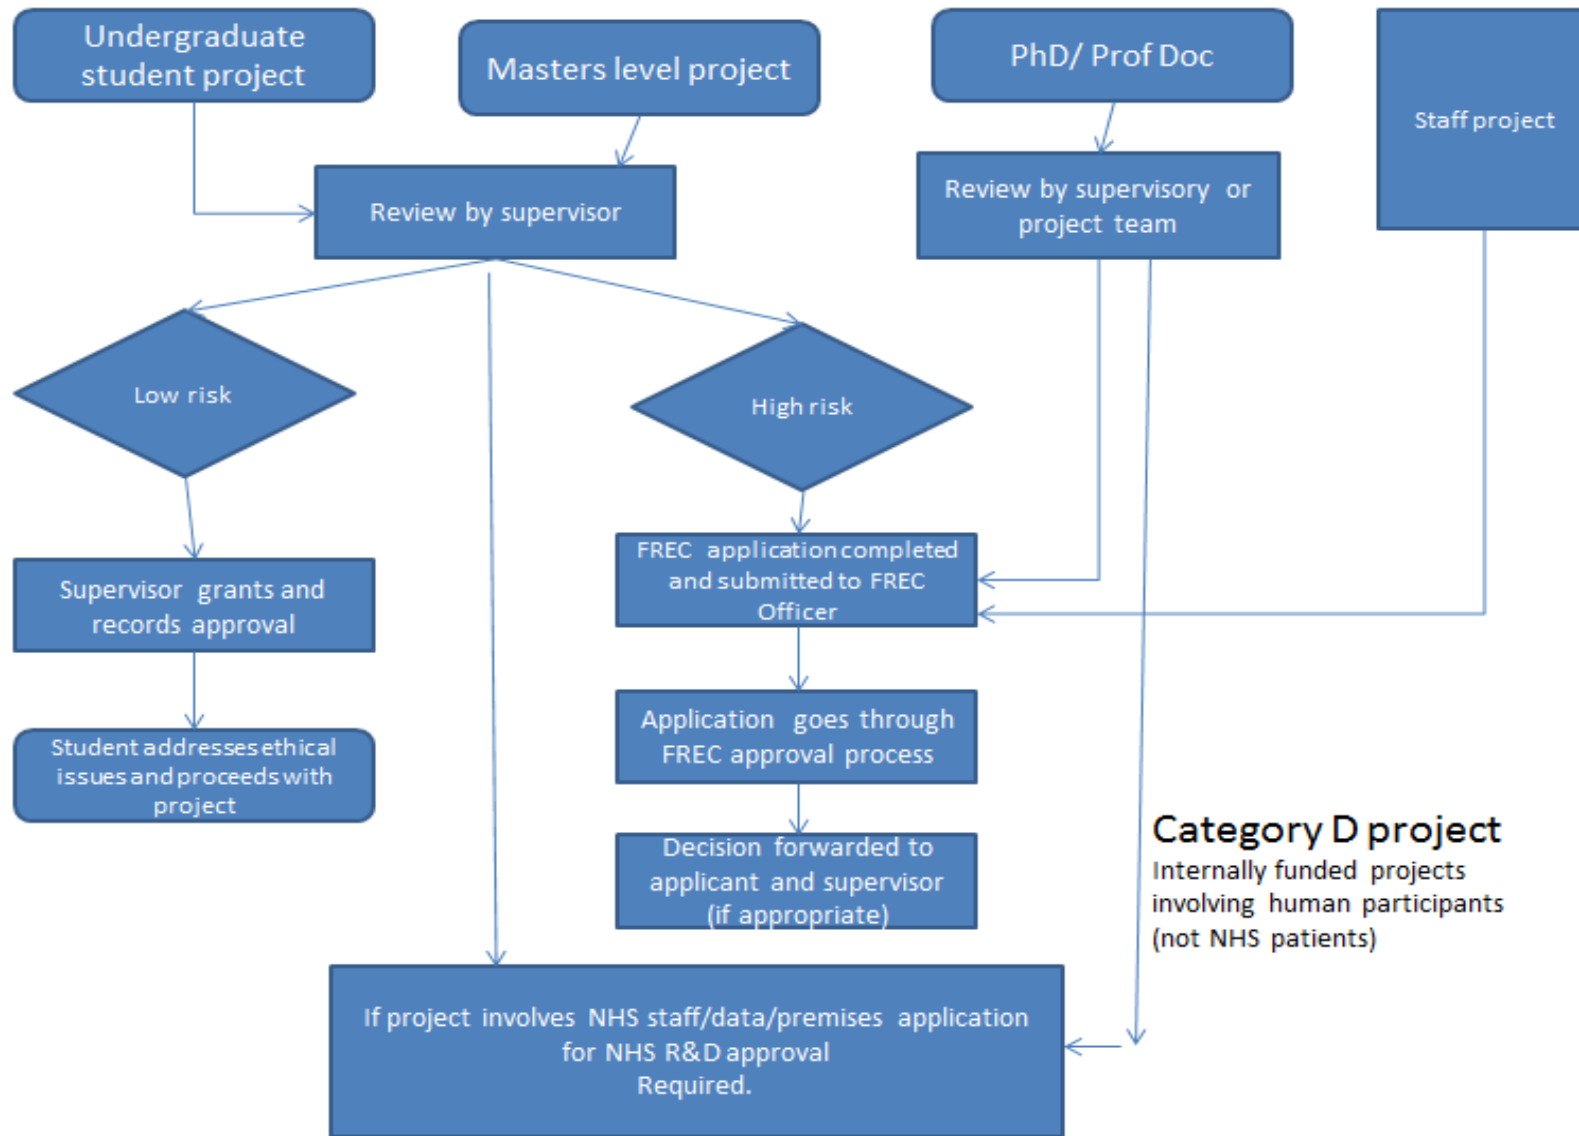 Undergraduate
student project
Masters level project
PhD/ Prof Doc
Staff project
Review by supervisor
Review by supervisory or
project team
Low risk
High risk
FREC application completed
and submitted to FREC
Officer
Supervisor grants and
records approval
Application goes through
FREC approval process
Student addresses ethical
issues and proceeds with
project
Decision forwarded to
applicant and supervisor
(if appropriate)
Category D project
Internally funded projects
involving human participants
(not NHS patients)
If project involves NHS staff/data/premises application
for NHS R&D approval
Required.